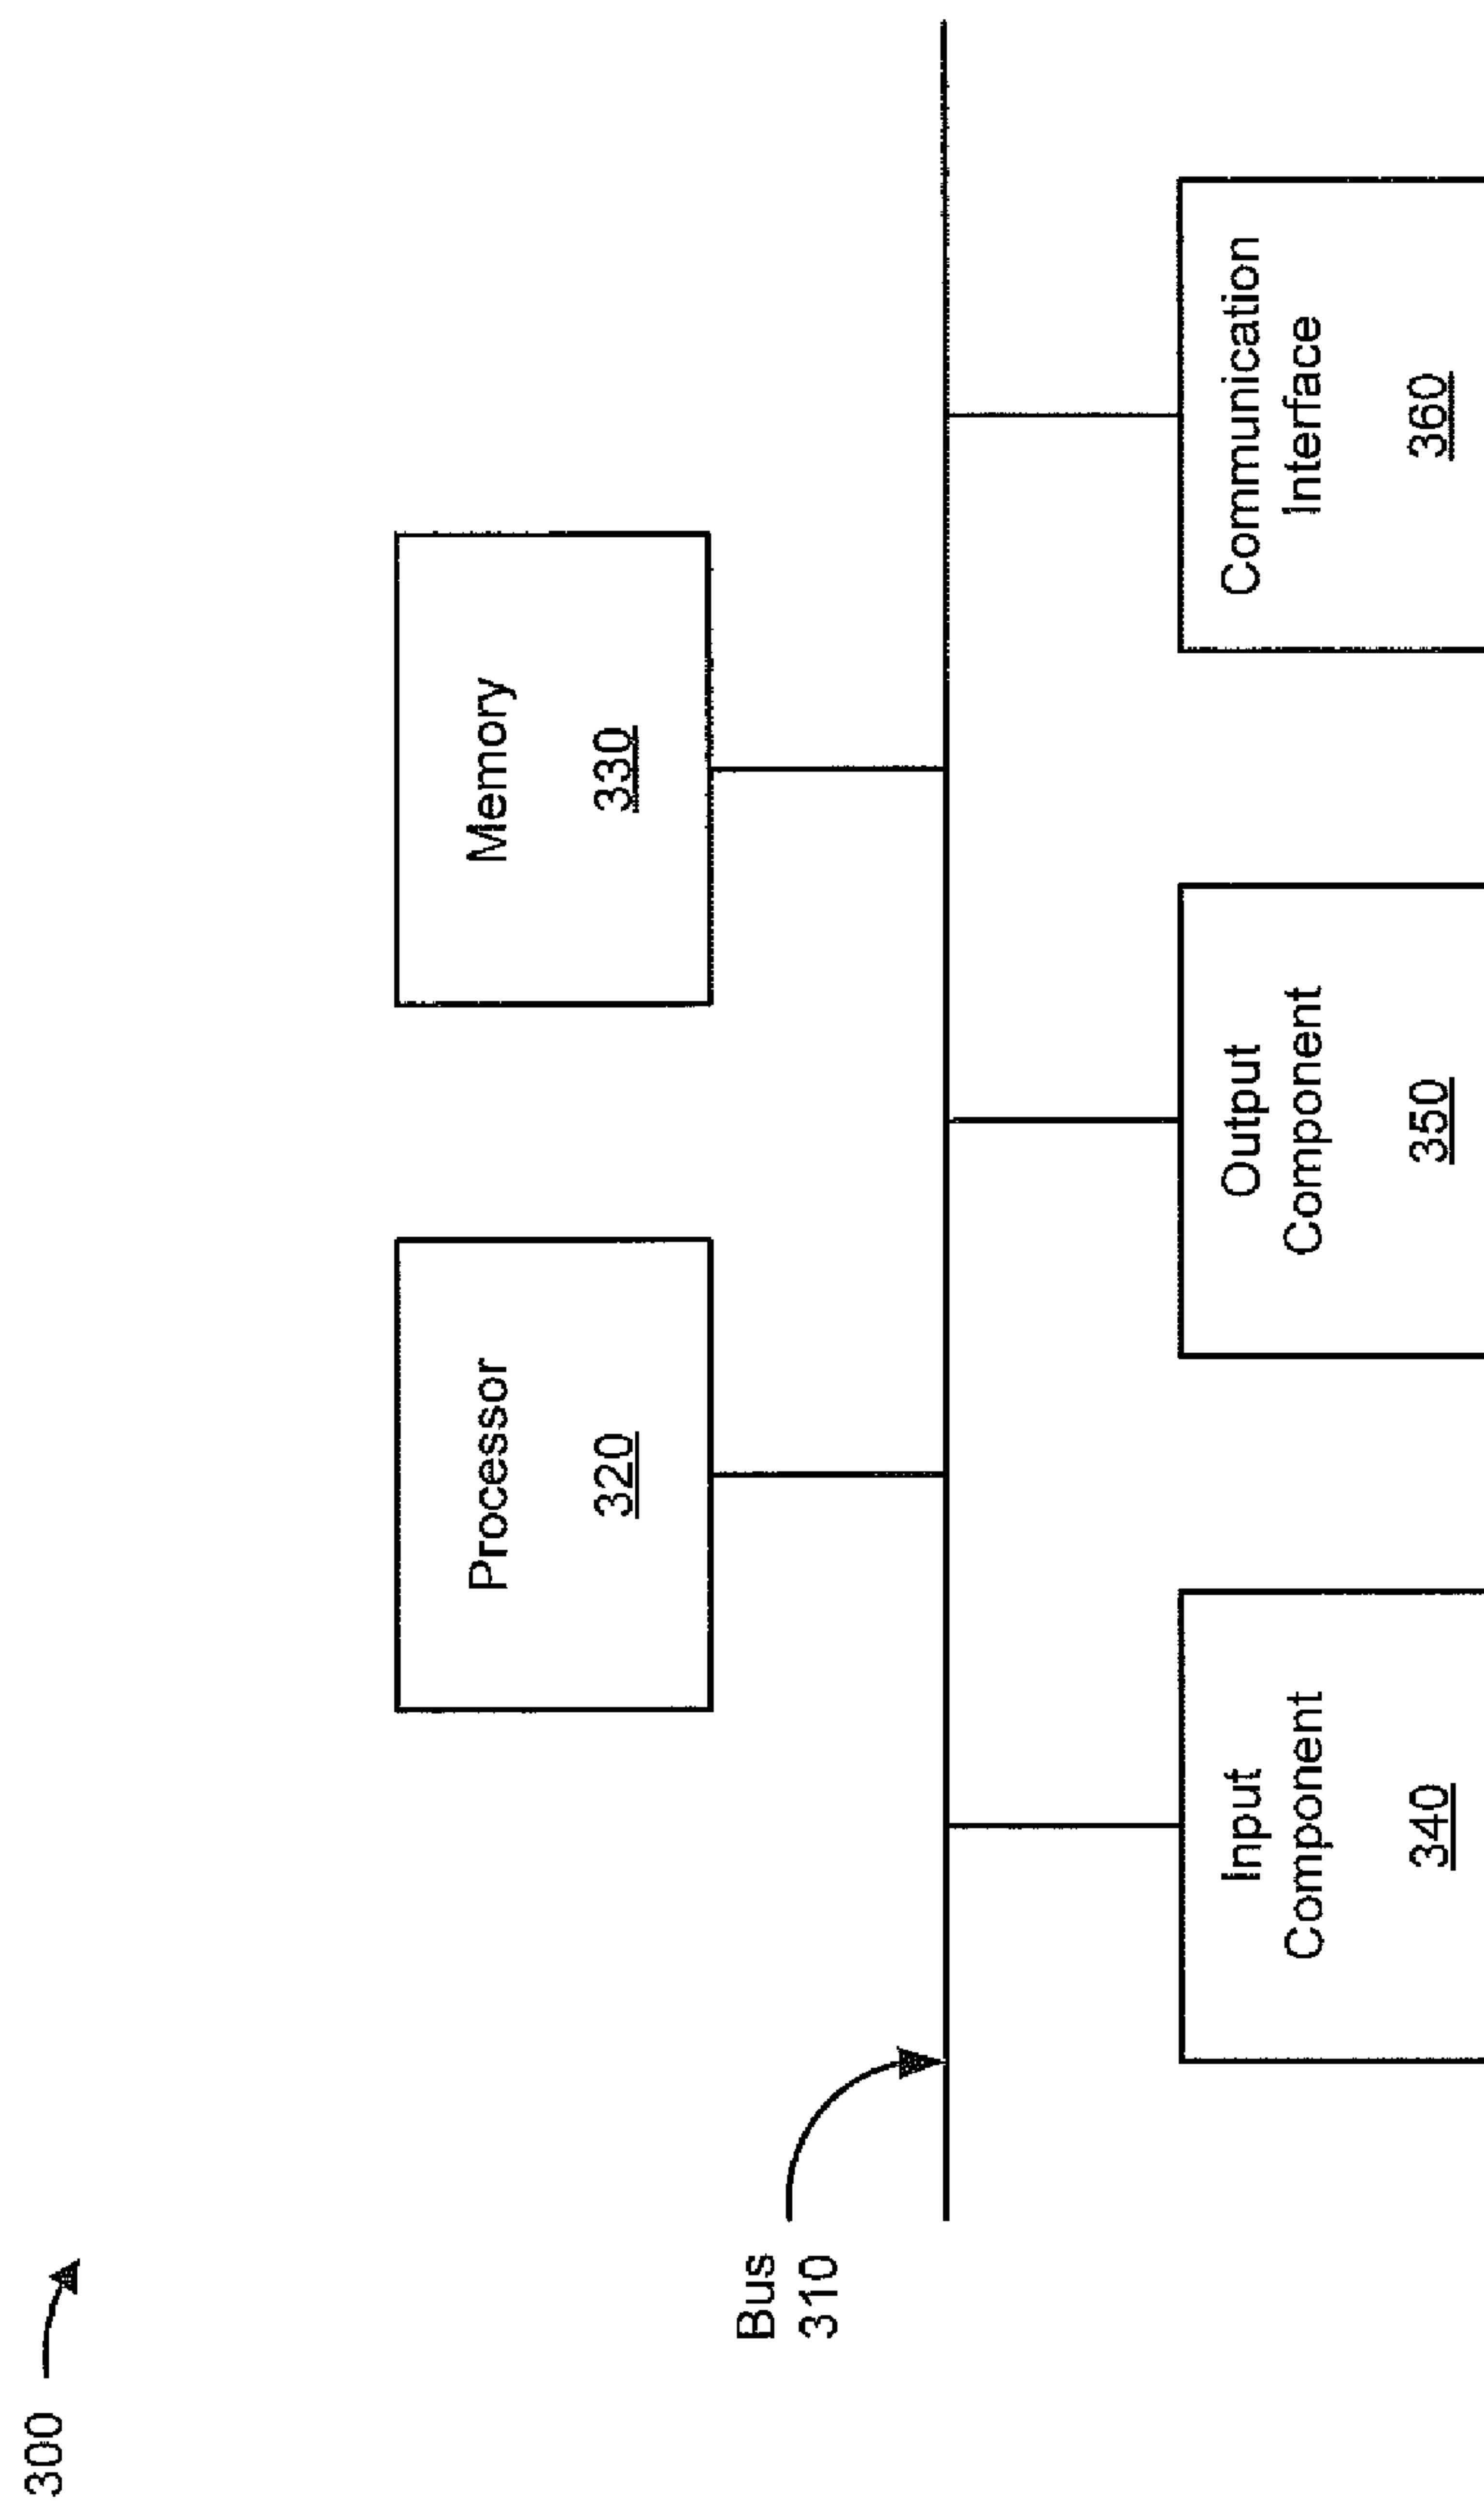 300
Processor
320
Memory
330
Bus
310
Input
Component
340
Output
Component
350
Communication
Interface
360